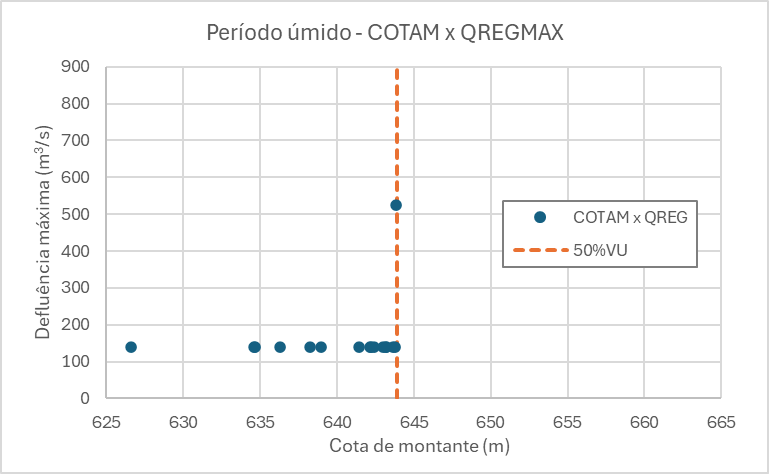 Período úmido - COTAM x QREGMAX
Defluência máxima (m³/s)
900
800
700
600
500
400
300
200
100
0
COTAM x QREG
50%VU
625 630 635 640 645 650 655 660 665
Cota de montante (m)